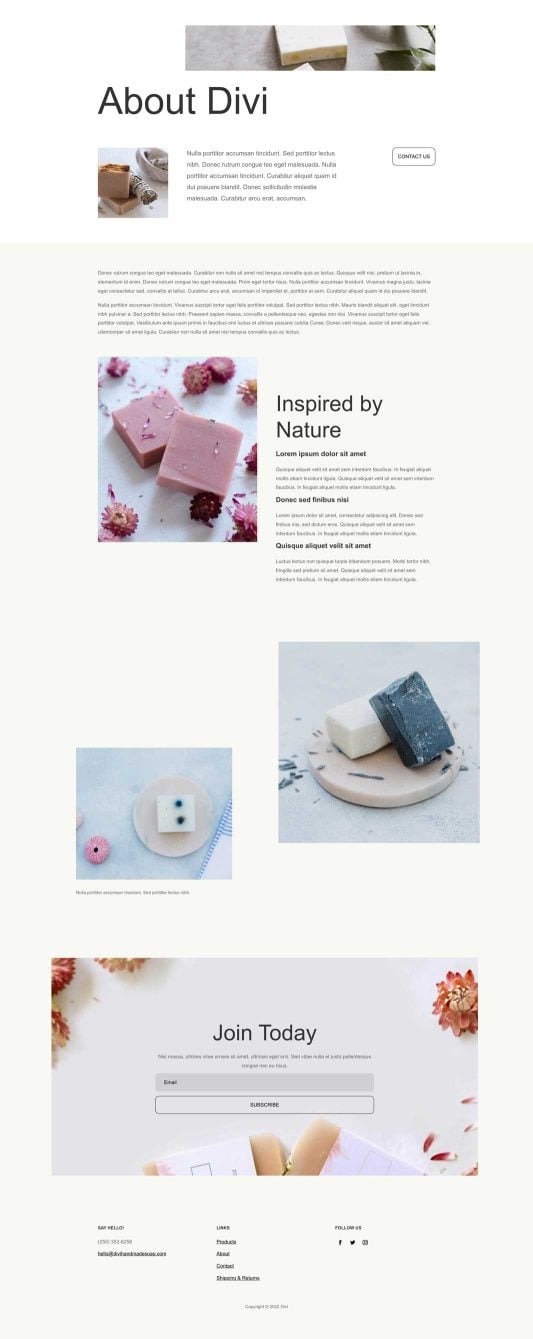 About Divi
Nulla porttitor accumsan tincidunt. Sed porttitor lectus
nibh. Donec rutrum congue leo eget malesuada. Nulla
porttitor accumsan tincidunt. Curabitur aliquet quam id
dui posuere blandit. Donec sollicitudin molestie
malesuada. Curabitur arcu erat, accumsan.
CONTACT US
Donec rutrum congue leo eget malesuada. Curabitur non nulla sit amet nisl tempus convallis quis ac lectus. Quisque velit nisi, pretium ut lacinia in,
elementum id enim. Donec rutrum congue leo eget malesuada. Proin eget tortor risus. Nulla porttitor accumsan tincidunt. Vivamus magna justo, lacinia
eget consectetur sed, convallis at tellus. Curabitur arcu erat, accumsan id imperdiet et, porttitor at sem. Curabitur aliquet quam id dui posuere blandit.
Nulla porttitor accumsan tincidunt. Vivamus suscipit tortor eget felis porttitor volutpat. Sed porttitor lectus nibh. Mauris blandit aliquet elit, eget tincidunt
nibh pulvinar a. Sed porttitor lectus nibh. Praesent sapien massa, convallis a pellentesque nec, egestas non nisi. Vivamus suscipit tortor eget felis
porttitor volutpat. Vestibulum ante ipsum primis in faucibus orci luctus et ultrices posuere cubilia Curae; Donec velit neque, auctor sit amet aliquam vel,
ullamcorper sit amet ligula. Curabitur non nulla sit amet nisl tempus convallis quis ac lectus.
Inspired by
Nature
Lorem ipsum dolor sit amet
Quisque aliquet velit sit amet sem interdum faucibus. In feugiat aliquet
mollis etiam tincidunt ligula. Quisque aliquet velit sit amet sem
interdum faucibus. In feugiat aliquet mollis etiam tincidunt ligula.
Donec sed finibus nisi
Lorem ipsum dolor sit amet, consectetur adipiscing elit. Donec sed
finibus nisi, sed dictum eros. Quisque aliquet velit sit amet sem
interdum faucibus. In feugiat aliquet mollis etiam tincidunt ligula.
Quisque aliquet velit sit amet
Luctus lectus non quisque turpis bibendum posuere. Morbi tortor nibh,
fringilla sed pretium sit amet. Quisque aliquet velit sit amet sem
interdum faucibus. In feugiat aliquet mollis etiam tincidunt ligula.
Nulla porttitor accumsan tincidunt. Sed porttitor lectus nibh.
Join Today
Nisi massa, ultrices vitae ornare sit amet, ultricies eget orci. Sed vitae nulla et justo pellentesque
congue nec eu risus.
Email
SUBSCRIBE
SAY HELLO!
(255) 352-6258
hello@divihandmadesoap.com
LINKS
Products
About
Contact
Shipping & Returns
FOLLOW US
Copyright © 2022 Divi